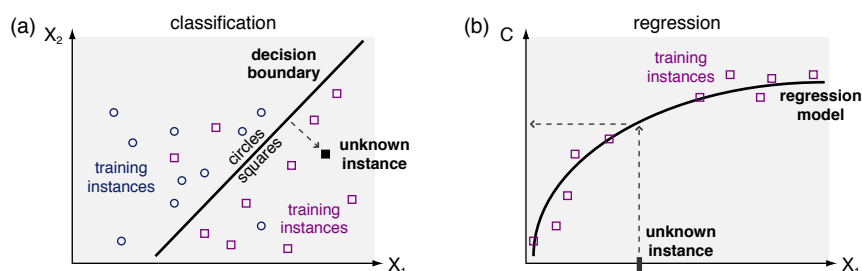 (a)
classification
X2
decision
boundary
circles
squares
unknown
instance
training
instances
training
instances
X1
(b)
regression
C
training
instances
regression
model
unknown
instance
X1